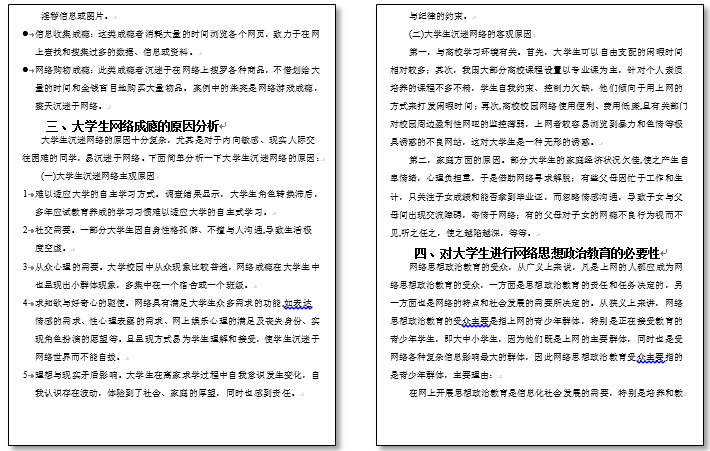 淫秽信息或图片。
●信息收集成瘾：这类成瘾者消耗大量的时间浏览各个网页，致力于在网
上查找和搜集过多的数据、信息或资料。
●网络购物成瘾：此类成瘾者沉迷于在网络上搜罗各种商品，不惜划拾大
量的时间和金钱盲目地购买大量物品。案例中的朱亮是网络游戏成瘾，
整天沉迷于网络。
三、大学生网络成瘾的原因分析
大学生沉迷网络的原因十分复杂，尤其是对于内向敏感、现实人际交
往困难的同学，易沉迷于网络。下面简单分析一下大学生沉迷网络的原因：
(一)大学生沉迷网络主观原因
1 难以适应大学的自主学习方式。调查结果显示，大学生角色转换滞后，
多年应试教育养成的学习习惯难以适应大学的自主式学习。
2 社交需要。一部分大学生因自身性格孤僻、不擅与人沟通,导致生活极
度空虚。
3 从众心理的需要。大学校园中从众现象比较普遍，网络成瘾在大学生中
也呈现出小群体现象，多集中在一个宿合或一个班级。
4 求知欲与好奇心的驱使。网络具有满足大学生众多需求的功能,如表达
情感的需求、性心理表露的需求、网上娱乐心理的满足及丧失身份、实
现角色扮演的愿望等。且呈现方式易为学生理解和接受，使学生沉迷于
网络世界而不能自拔。
5 理想与现实矛盾影响。大学生在离家求学过程中自我意识发生变化，自
我认识存在波动，体验到了社会、家庭的厚望，同时也感到责任。
与纪律的约束。
(二)大学生沉迷网络的客观原因
第一，与高校学习环境有关。首先，大学生可以自由支配的闲暇时间
相对较多；其次，我国大部分高校课程设置以专业课为主，针对个人素质
培养的课程不多不精，学生自我约束、控制力欠缺，他们倾向于用上网的
方式来打发闲暇时间；再次,高校校园网络使用便利、费用低廉,且有关部门
对校园周边盈利性网吧的监控薄弱，上网者较容易浏览到暴力和色情等极
具诱惑的不良网站，这对大学生是一种无形的诱惑。
第二，家庭方面的原因。部分大学生的家庭经济状况欠佳,使之产生自
卑情绪，心理负担重，于是借助网络寻求解脱；有些父母因忙于工作和生
计，只关注子女成绩和能否拿到毕业证，而忽略情感沟通，导致子女与父
母间出现交流障碍，寄情于网络；有的父母对子女的网瘾不良行为视而不
见,听之任之，使之越陷越深，等等。
四、对大学生进行网络思想政治教育的必要性
网络思想政治教育的受众，从广义上来说，凡是上网的人都应成为网
络思想政治教育的受众，一方面是思想政治教育的责任和任务决定的，另
一方面也是网络的特点和社会发展的需要所决定的。从狭义上来讲，网络
思想政治教育的受众主要是指上网的青少年群体，特别是正在接受教育的
青少年学生，即大中小学生，因为他们既是上网的主要群体，同时也是受
网络各种复杂信息影响最大的群体，因此网络思想政治教育受众主要指的
是青少年群体，主要理由：
在网上开展思想政治教育是信息化社会发展的需要，特别是培养和教